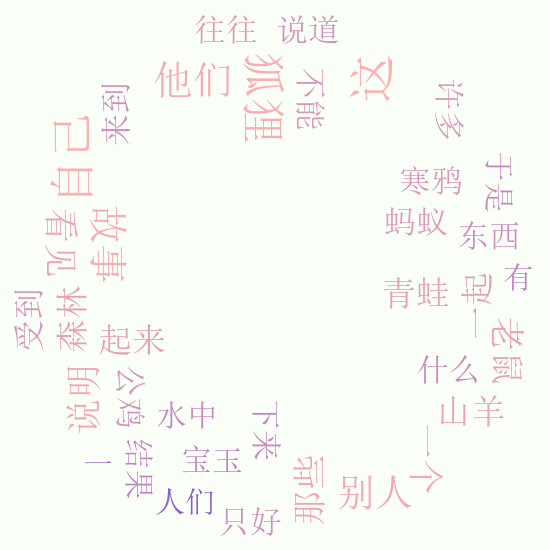 往往
说道
他们
狐狸
不能
这
来到
许多
自己
寒鸦
于是
看见
故事
蚂蚁
东西
青蛙
一起
有
受到
森林
起来
老鼠
什么
说明
公鸡
水中
下来
山羊
一个
一
结果
宝玉
那些
别人
人们
只好